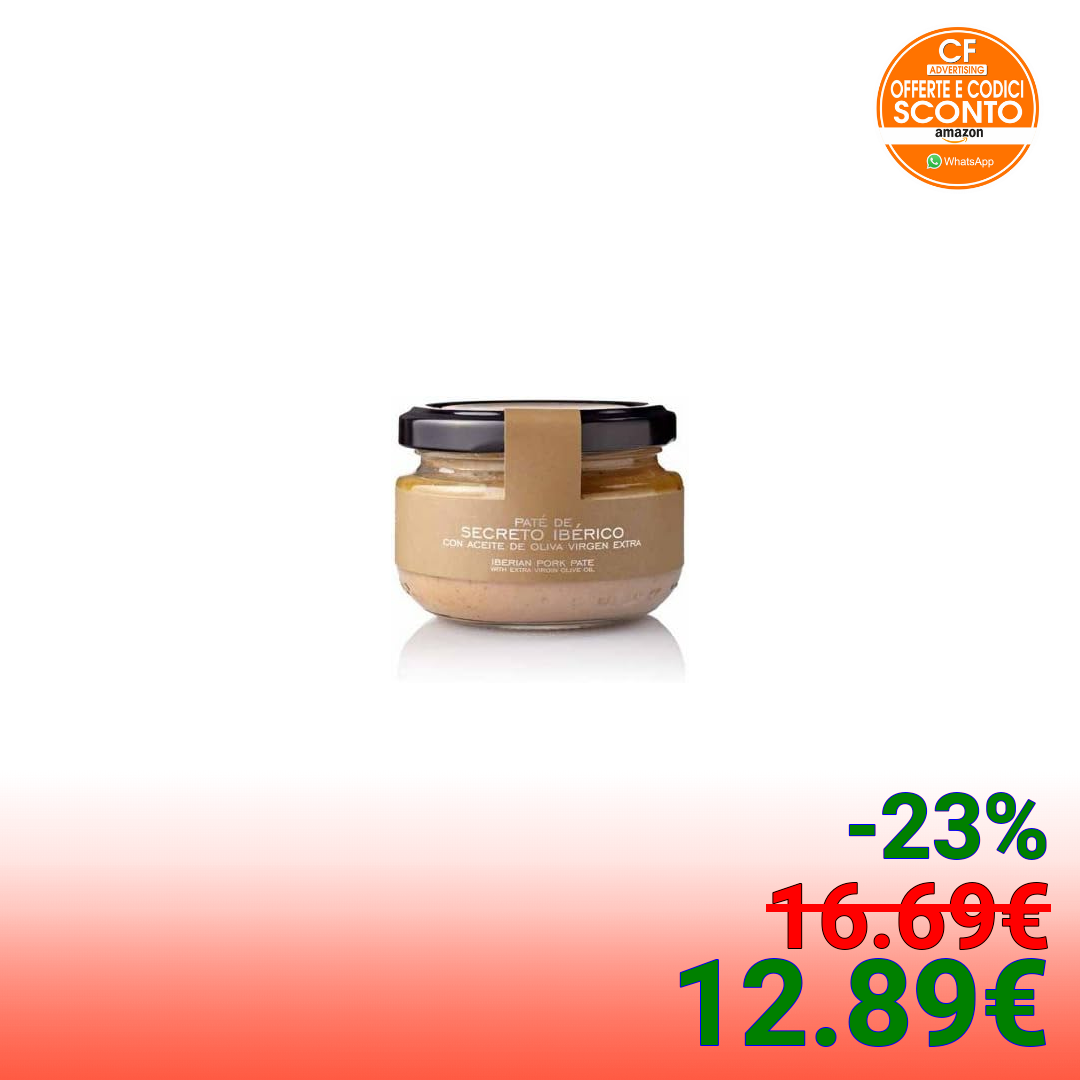 CF
ADVERTISING
OFFERTE E CODICI
SCONTO
amazon
WhatsApp
PATÉ DE
SECRETO IBÉRICO
CON ACEITE DE OLIVA VIRGEN EXTRA
IBERIAN PORK PATE
WITH EXTRA VIRGIN OLIVE OIL
-23%
16.69€
12.89€